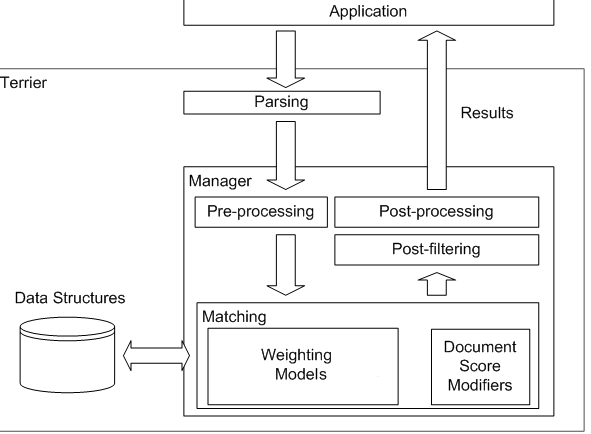 Application
Terrier
Parsing
Results
Manager
Pre-processing
Post-processing
Post-filtering
Data Structures
Matching
Weighting
Models
Document
Score
Modifiers